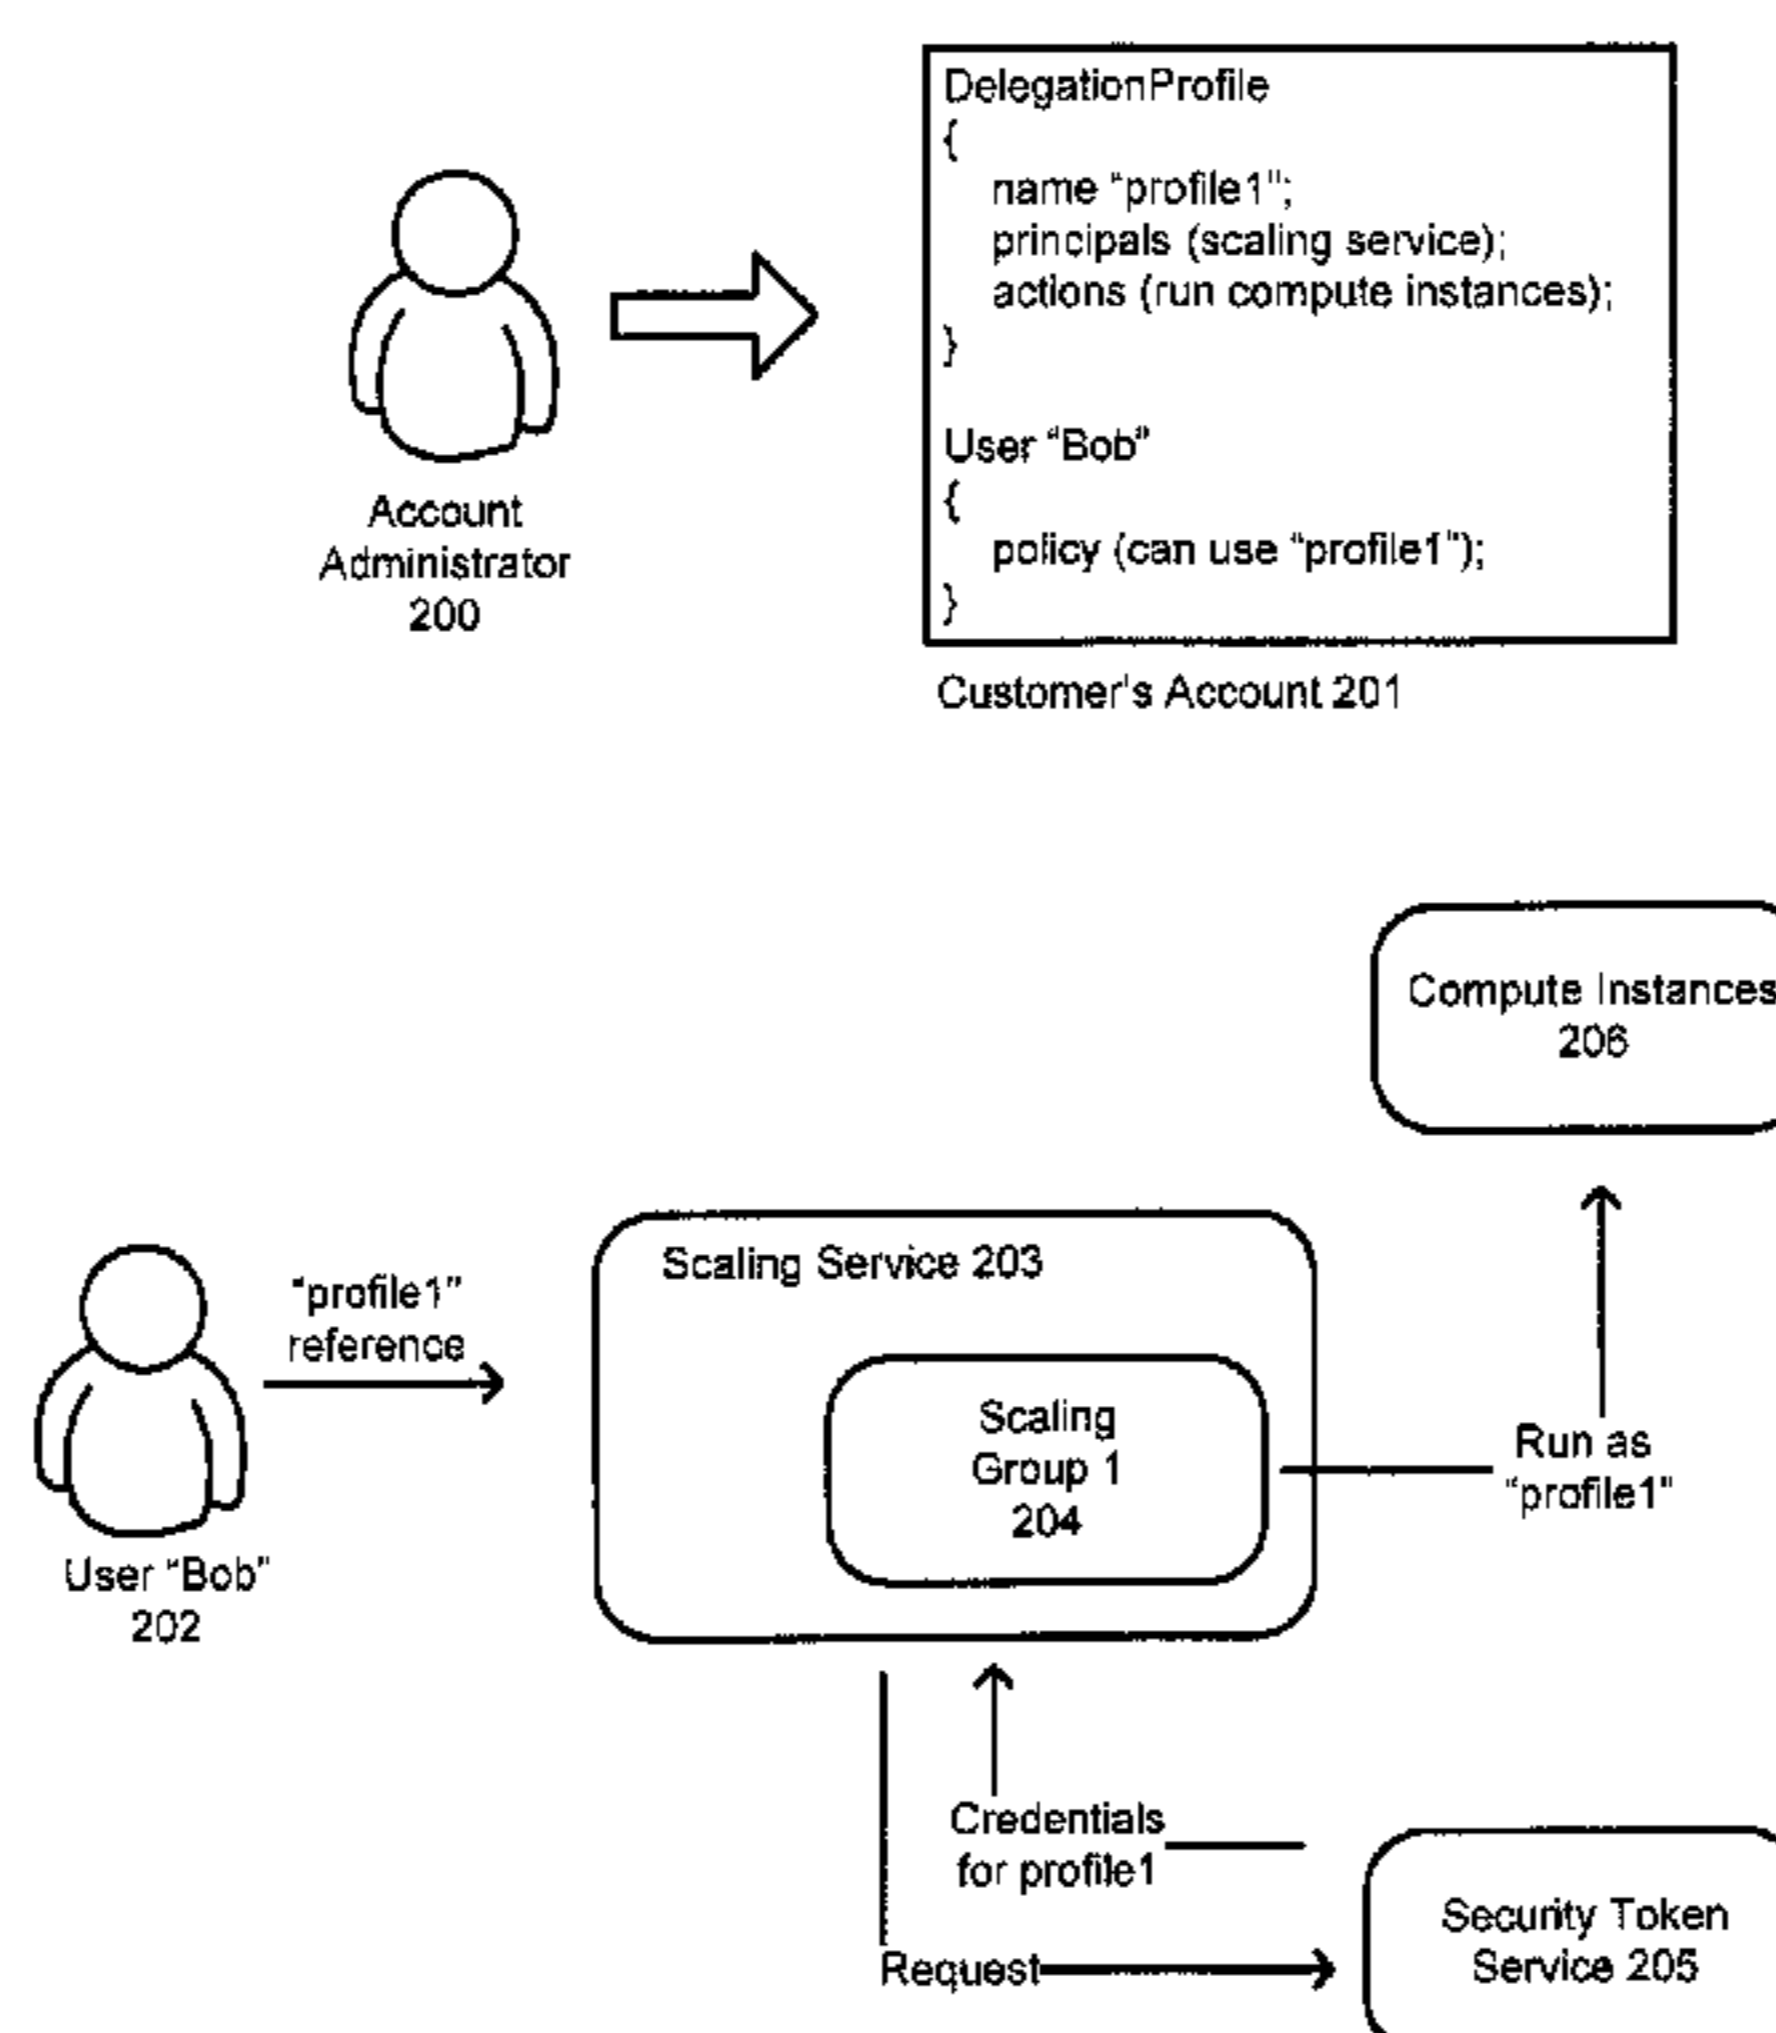 DelegationProfile
{
name “profile1”;
principals (scaling service);
actions (run compute instances);
}
User “Bob”
{
policy (can use “profile1”);
}
Account
Administrator
200
Customer's Account 201
Compute Instances
206
Scaling Service 203
“profile1”
reference
Scaling
Group 1
204
Run as
“profile1”
User “Bob”
202
Credentials
for profile1
Request
Security Token
Service 205